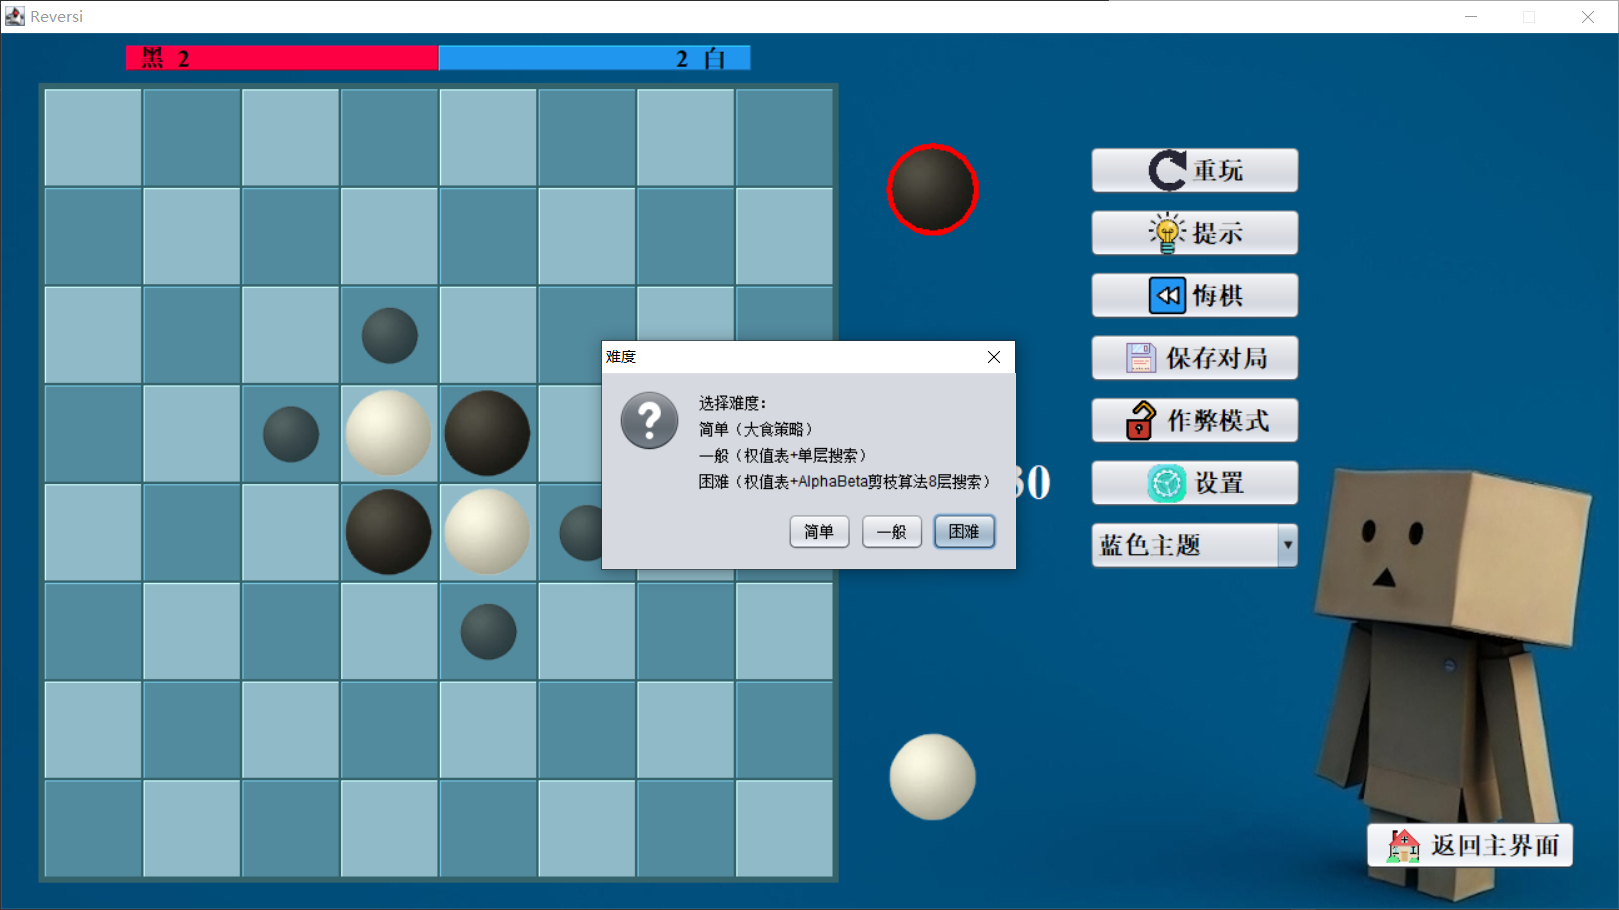 Reversi
黑 2
2 白
重玩
提示
悔棋
保存对局
作弊模式
设置
蓝色主题
难度
选择难度：
简单（大食策略）
一般（权值表+单层搜索）
困难（权值表+AlphaBeta剪枝算法8层搜索）
简单
一般
困难
返回主界面